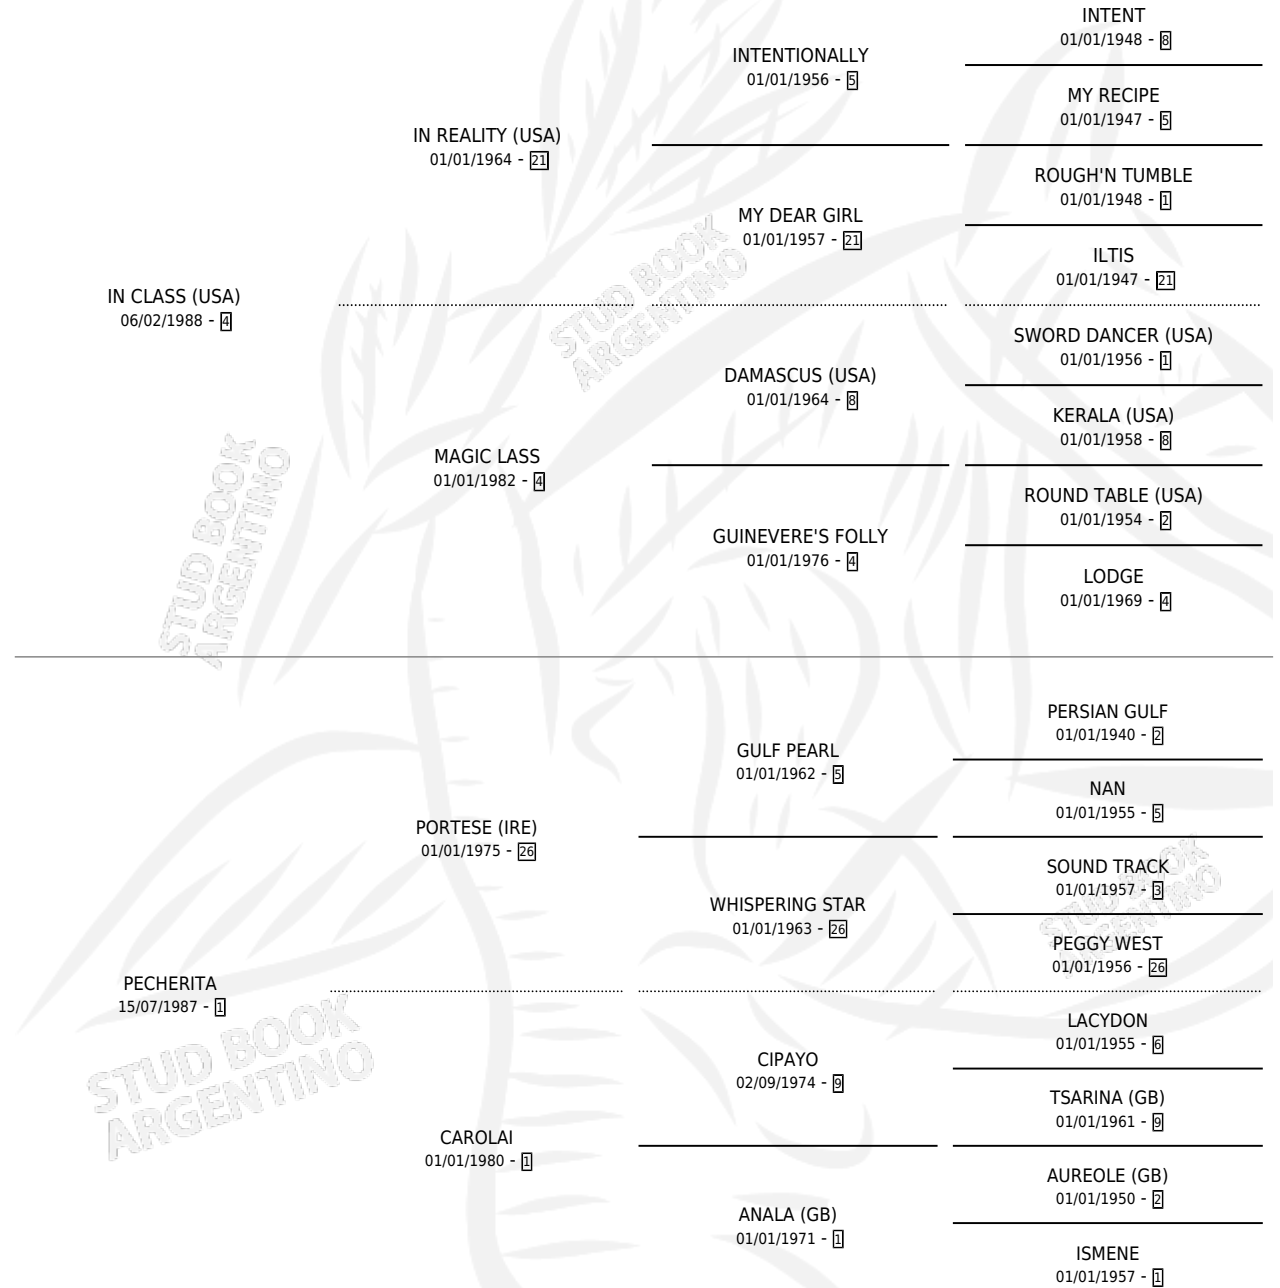 INTENT
01/01/1948 - 8
INTENTIONALLY
01/01/1956 - 5
MY RECIPE
01/01/1947 - 5
IN REALITY (USA)
01/01/1964 - 21
ROUGH'N TUMBLE
01/01/1948 - 1
MY DEAR GIRL
01/01/1957 - 21
ILTIS
01/01/1947 - 21
IN CLASS (USA)
06/02/1988 - 4
SWORD DANCER (USA)
01/01/1956 - 1
DAMASCUS (USA)
01/01/1964 - 8
KERALA (USA)
01/01/1958 - 8
MAGIC LASS
01/01/1982 - 4
ROUND TABLE (USA)
01/01/1954 - 2
GUINEVERE'S FOLLY
01/01/1976 - 4
LODGE
01/01/1969 - 4
PERSIAN GULF
01/01/1940 - 2
GULF PEARL
01/01/1962 - 5
NAN
01/01/1955 - 5
PORTESE (IRE)
01/01/1975 - 26
SOUND TRACK
01/01/1957 - 3
WHISPERING STAR
01/01/1963 - 26
PEGGY WEST
01/01/1956 - 26
PECHERITA
15/07/1987 - 1
LACYDON
01/01/1955 - 6
CIPAYO
02/09/1974 - 9
TSARINA (GB)
01/01/1961 - 9
CAROLAI
01/01/1980 - 1
AUREOLE (GB)
01/01/1950 - 2
ANALA (GB)
01/01/1971 - 1
ISMENE
01/01/1957 - 1
STUD BOOK
ARGENTINO
STUD BOOK
ARGENTINO
STUD BOOK
ARGENTINO
STUD BOOK
ARGENTINO